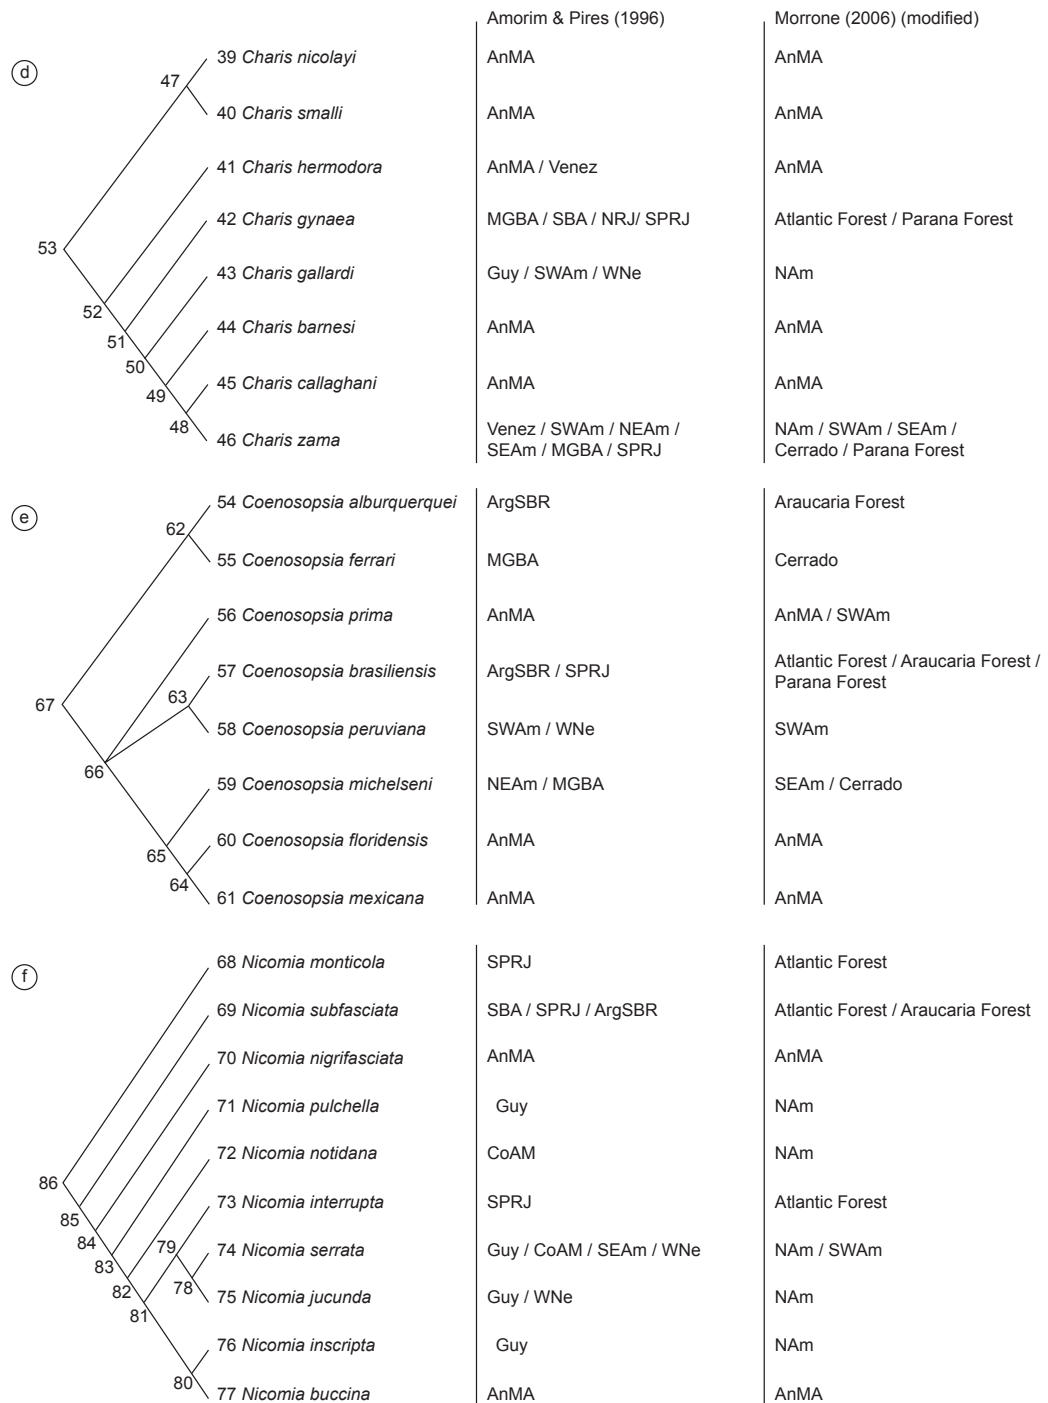 Amorim & Pires (1996) Morrone (2006) (modified)
d
39 Charis nicolayi AnMA AnMA
47
40 Charis smalli AnMA AnMA
41 Charis hermodora AnMA / Venez AnMA
42 Charis gynaea MGBA / SBA / NRJ/ SPRJ Atlantic Forest / Parana Forest
53
43 Charis gallardi Guy / SWAm / WNe NAm
52
44 Charis barnesi AnMA AnMA
51
50
45 Charis callaghani AnMA AnMA
49
48
46 Charis zama Venez / SWAm / NEAm / NAm / SWAm / SEAm /
SEAm / MGBA / SPRJ Cerrado / Parana Forest
e
54 Coenosopsia alburquerquei ArgSBR Araucaria Forest
62
55 Coenosopsia ferrari MGBA Cerrado
56 Coenosopsia prima AnMA AnMA / SWAm
57 Coenosopsia brasiliensis ArgSBR / SPRJ Atlantic Forest / Araucaria Forest /
Parana Forest
63
67
58 Coenosopsia peruviana SWAm / WNe SWAm
66
59 Coenosopsia michelseni NEAm / MGBA SEAm / Cerrado
60 Coenosopsia floridensis AnMA AnMA
65
64
61 Coenosopsia mexicana AnMA AnMA
f
68 Nicomia monticola SPRJ Atlantic Forest
69 Nicomia subfasciata SBA / SPRJ / ArgSBR Atlantic Forest / Araucaria Forest
70 Nicomia nigrifasciata AnMA AnMA
71 Nicomia pulchella Guy NAm
72 Nicomia notidana CoAM NAm
86
73 Nicomia interrupta SPRJ Atlantic Forest
85
84
79
74 Nicomia serrata Guy / CoAM / SEAm / WNe NAm / SWAm
83
82
78
75 Nicomia jucunda Guy / WNe NAm
81
76 Nicomia inscripta Guy NAm
80
77 Nicomia buccina AnMA AnMA